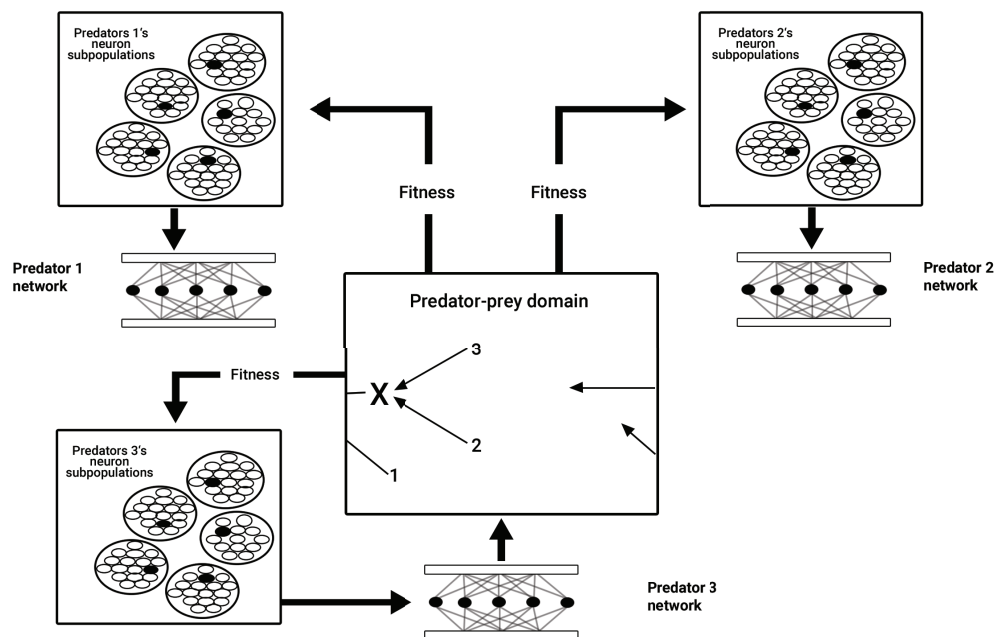 Predators 1's
neuron
subpopulations
Predators 2's
neuron
subpopulations
Fitness
Fitness
Predator 1
network
Predator 2
network
Predator-prey domain
3
X
2
1
Fitness
Predators 3's
neuron
subpopulations
Predator 3
network